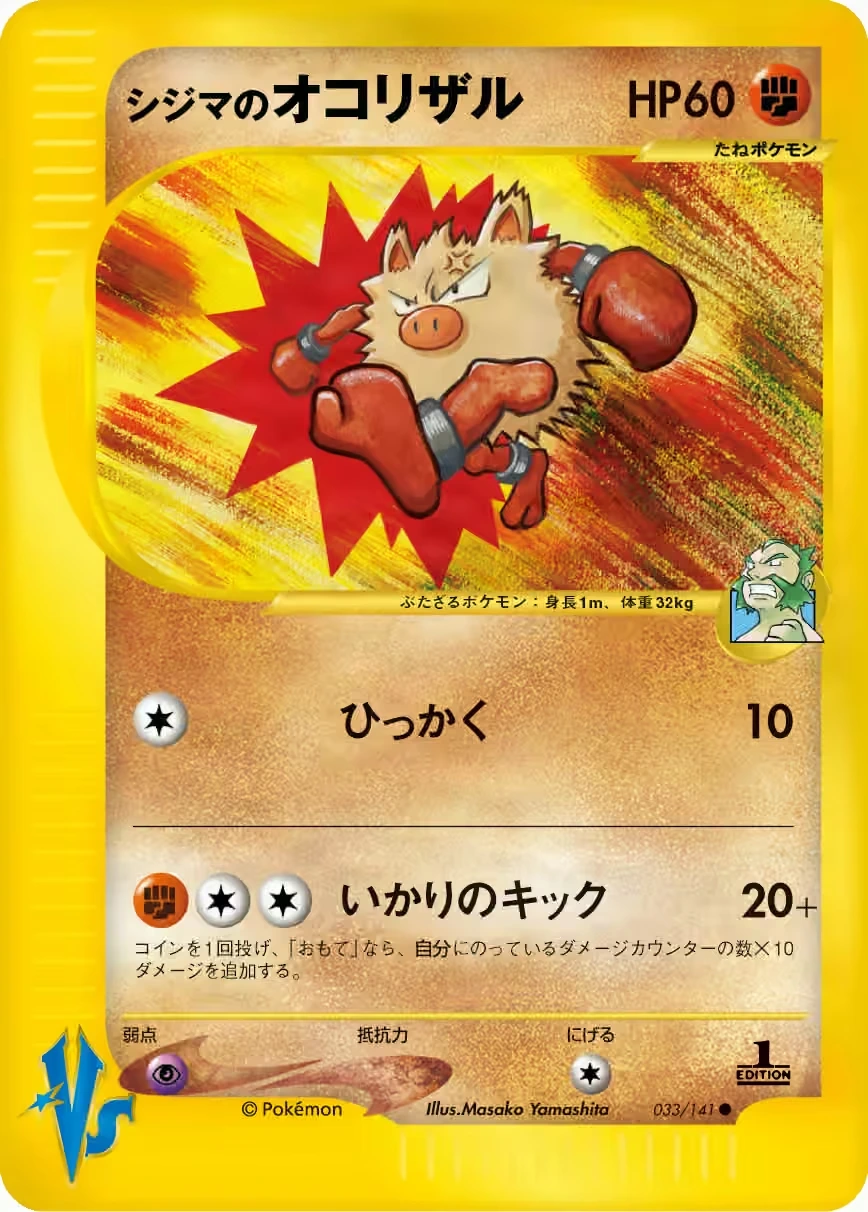 シジマのオコリザル HP60
たねポケモン
ぶたざるポケモン：身長1m、体重32kg
ひっかく 10
いかりのキック 20+
コインを1回投げ、「おもて」なら、自分にのっているダメージカウンターの数×10
ダメージを追加する。
弱点 抵抗力 にげる
1
EDITION
VS
© Pokémon Illus.Masako Yamashita 033/141●